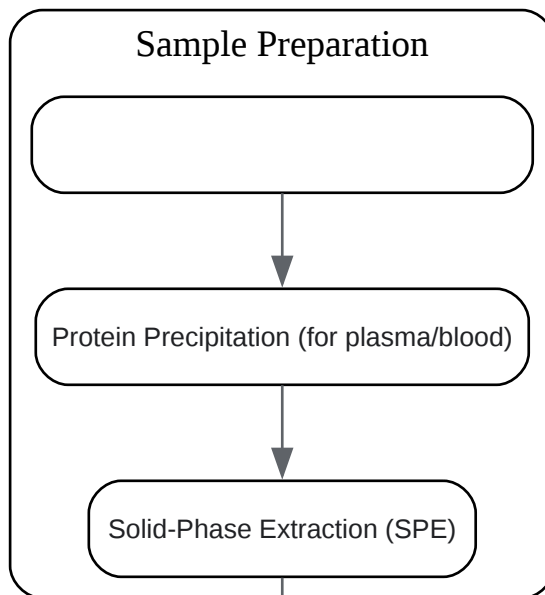 Sample Preparation
Protein Precipitation (for plasma/blood)
Solid-Phase Extraction (SPE)